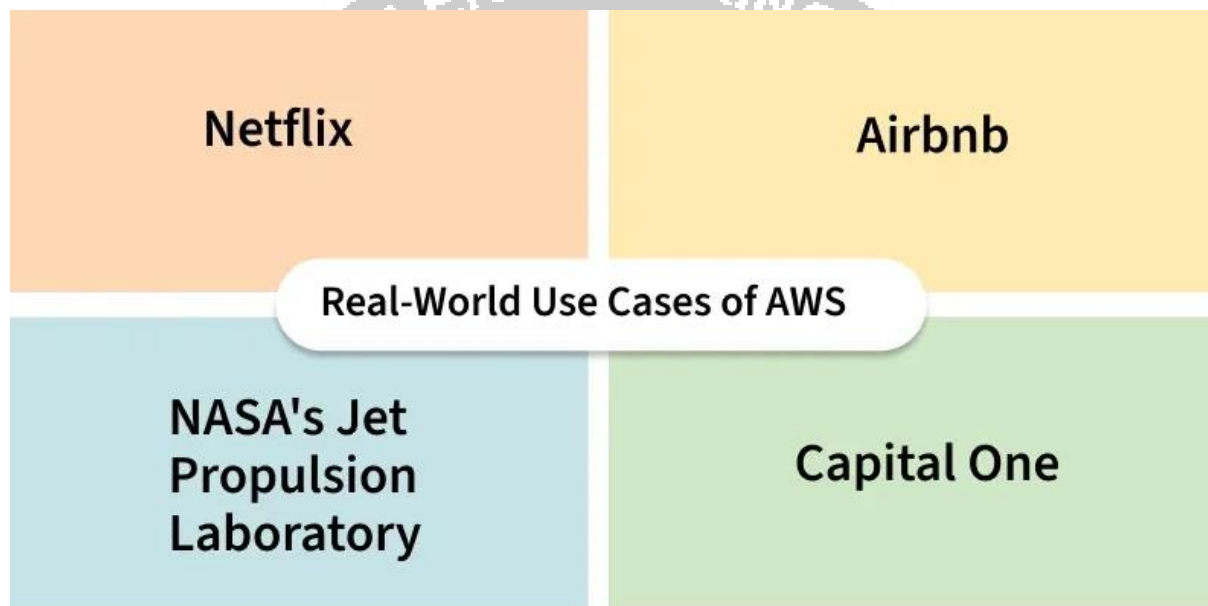 Netflix
Airbnb
Real-World Use Cases of AWS
NASA's Jet
Propulsion
Laboratory
Capital One